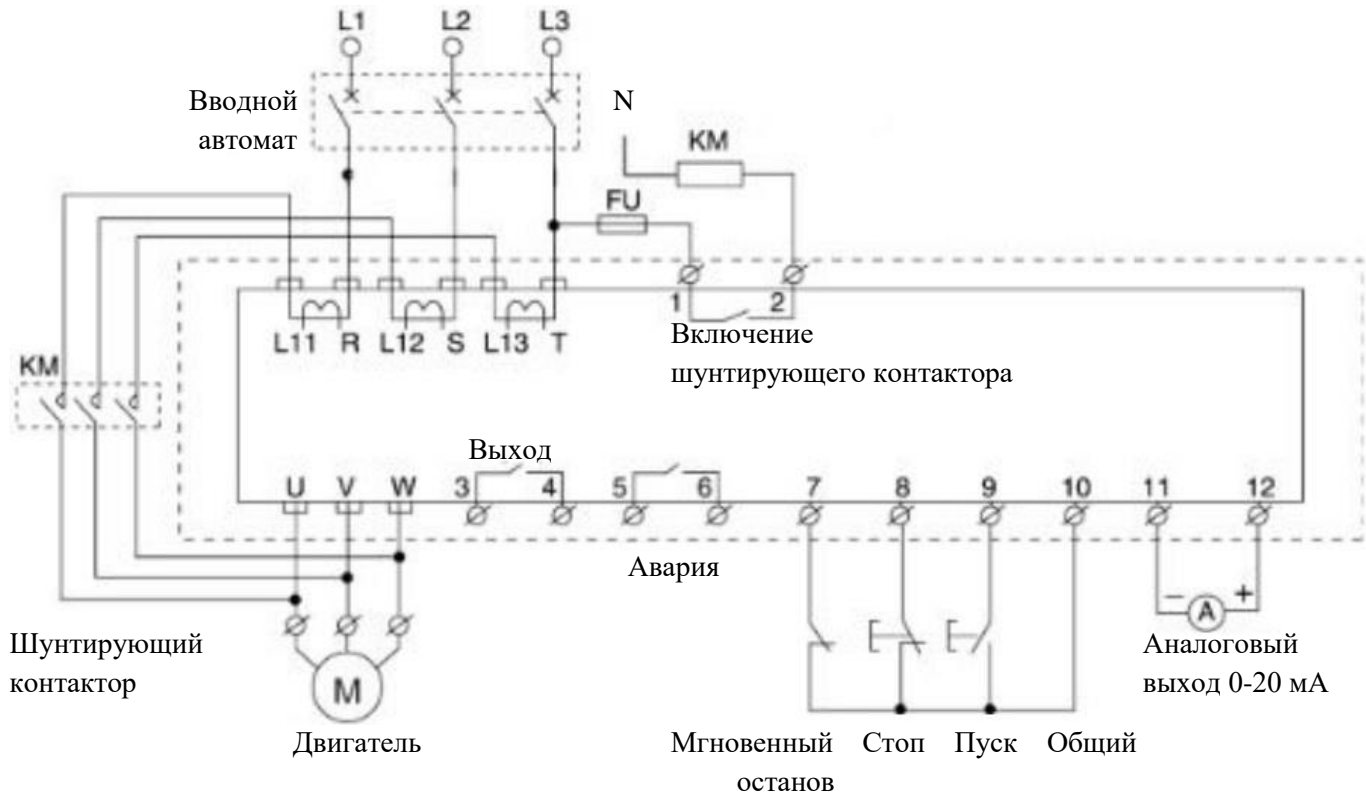 L1 L2 L3
Вводной
автомат
N
KM
FU
1 2
L11 R L12 S L13 T
Включение
шунтирующего контактора
KM
Выход
U V W 3 4 5 6 7 8 9 10 11 12
Авария
− A +
Шунтирующий
контактор
M
Аналоговый
выход 0-20 мА
Двигатель
Мгновенный Стоп Пуск Общий
останов